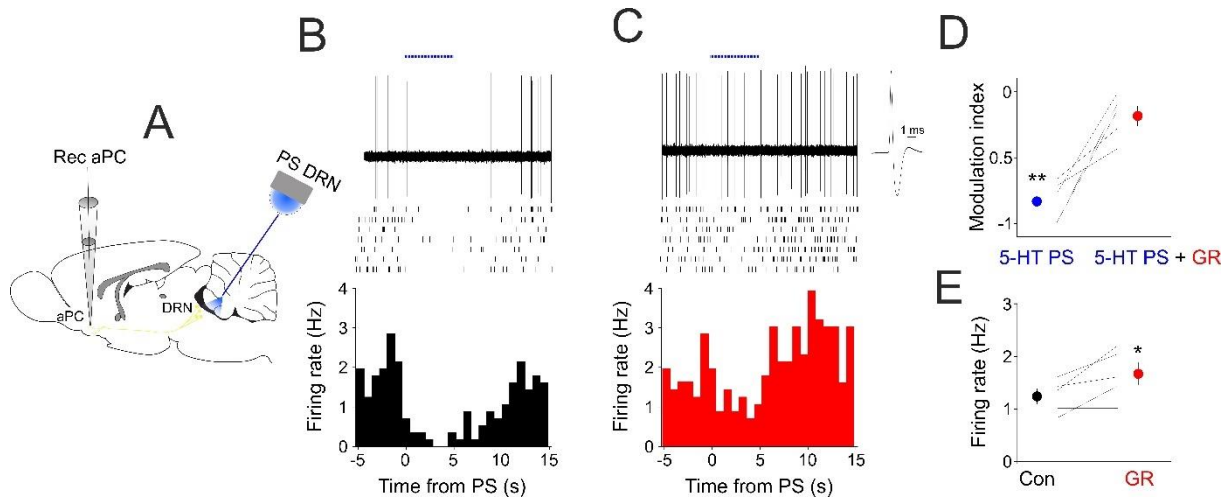 A
Rec aPC
PS DRN
aPC
DRN
B
Firing rate (Hz)
4
3
2
1
0
-5 0 5 10 15
Time from PS (s)
C
1 ms
Firing rate (Hz)
4
3
2
1
0
-5 0 5 10 15
Time from PS (s)
D
Modulation index
0
0.5
-1
**
5-HT PS 5-HT PS + GR
E
Firing rate (Hz)
3
2
1
0
*
Con GR